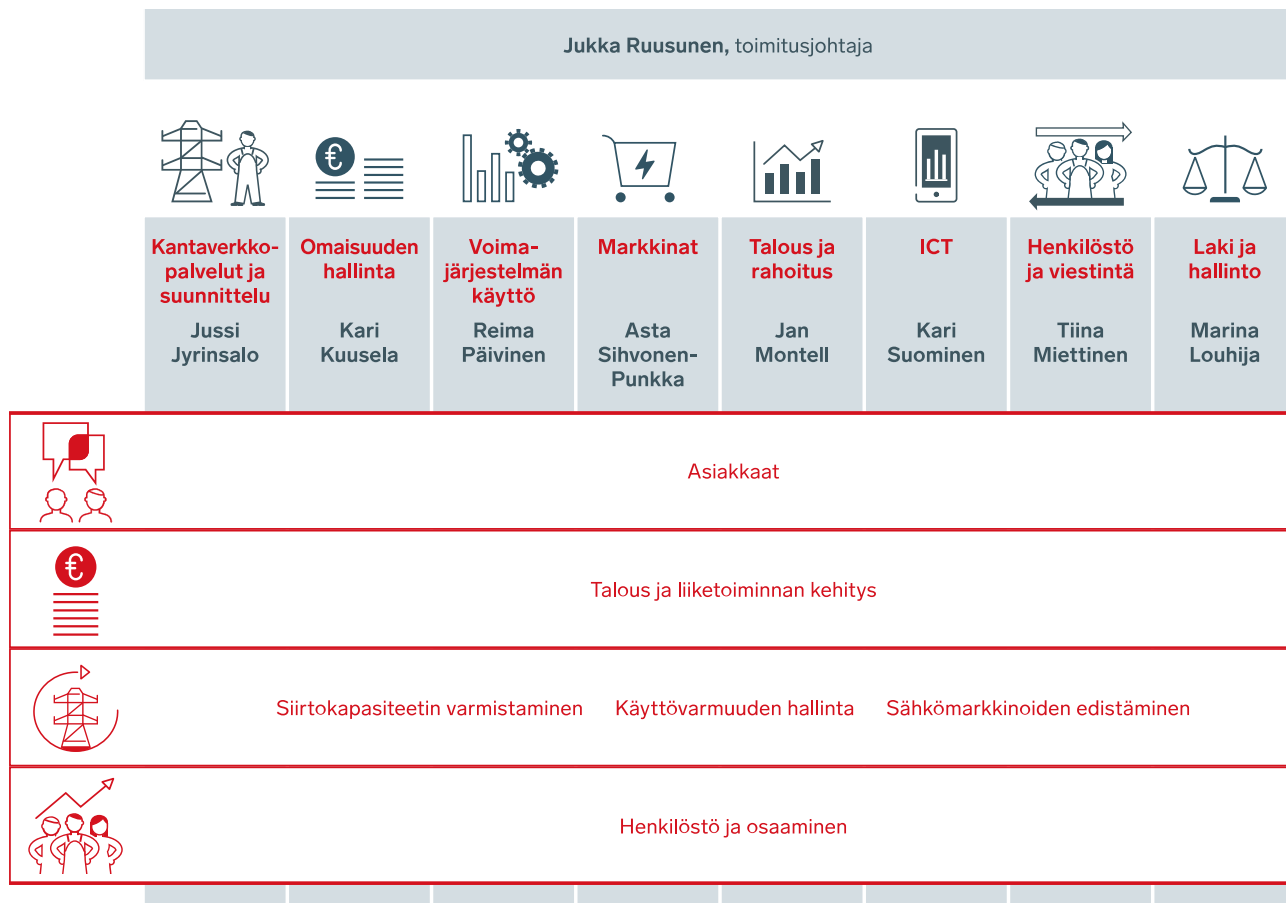 Jukka Ruusunen, toimitusjohtaja
€
Kantaverkko-
palvelut ja
suunnittelu
Jussi
Jyrinsalo
Omaisuuden
hallinta
Kari
Kuusela
Voima-
järjestelmän
käyttö
Reima
Päivinen
Markkinat
Asta
Sihvonen-
Punkka
Talous ja
rahoitus
Jan
Montell
ICT
Kari
Suominen
Henkilöstö
ja viestintä
Tiina
Miettinen
Laki ja
hallinto
Marina
Louhija
Asiakkaat
€
Talous ja liiketoiminnan kehitys
Siirtokapasiteetin varmistaminen Käyttövarmuuden hallinta Sähkömarkkinoiden edistäminen
Henkilöstö ja osaaminen